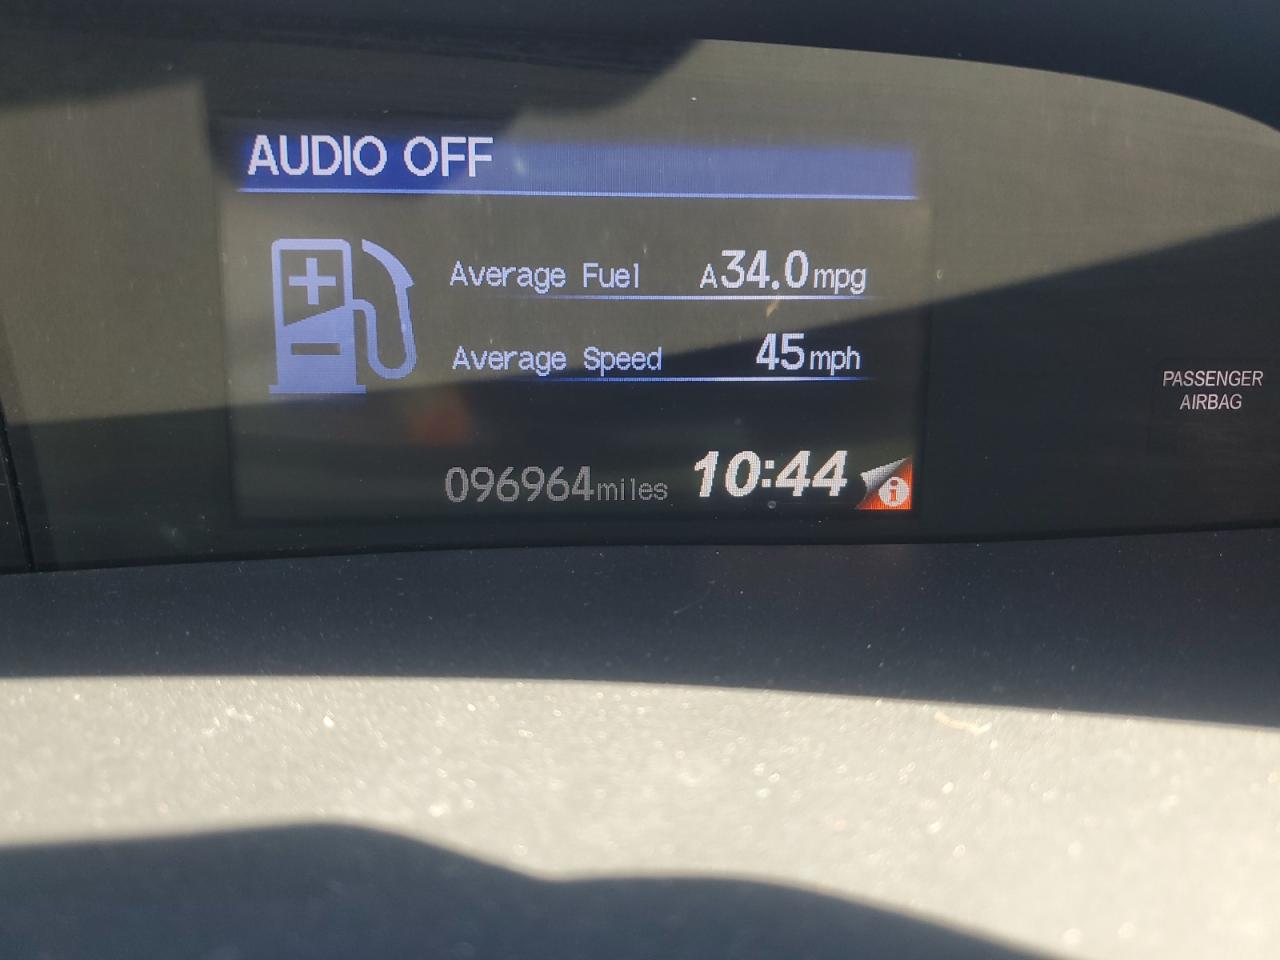 AUDIO OFF
Average Fuel A34.0mpg
Average Speed 45mph
PASSENGER
AIRBAG
096964miles 10:44 i